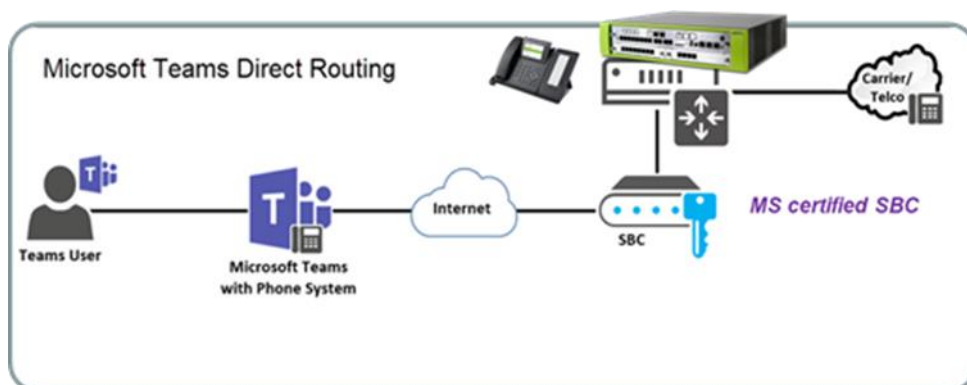 Microsoft Teams Direct Routing
Carrier/
Telco
T
T
Internet
MS certified SBC
SBC
Teams User
Microsoft Teams
with Phone System